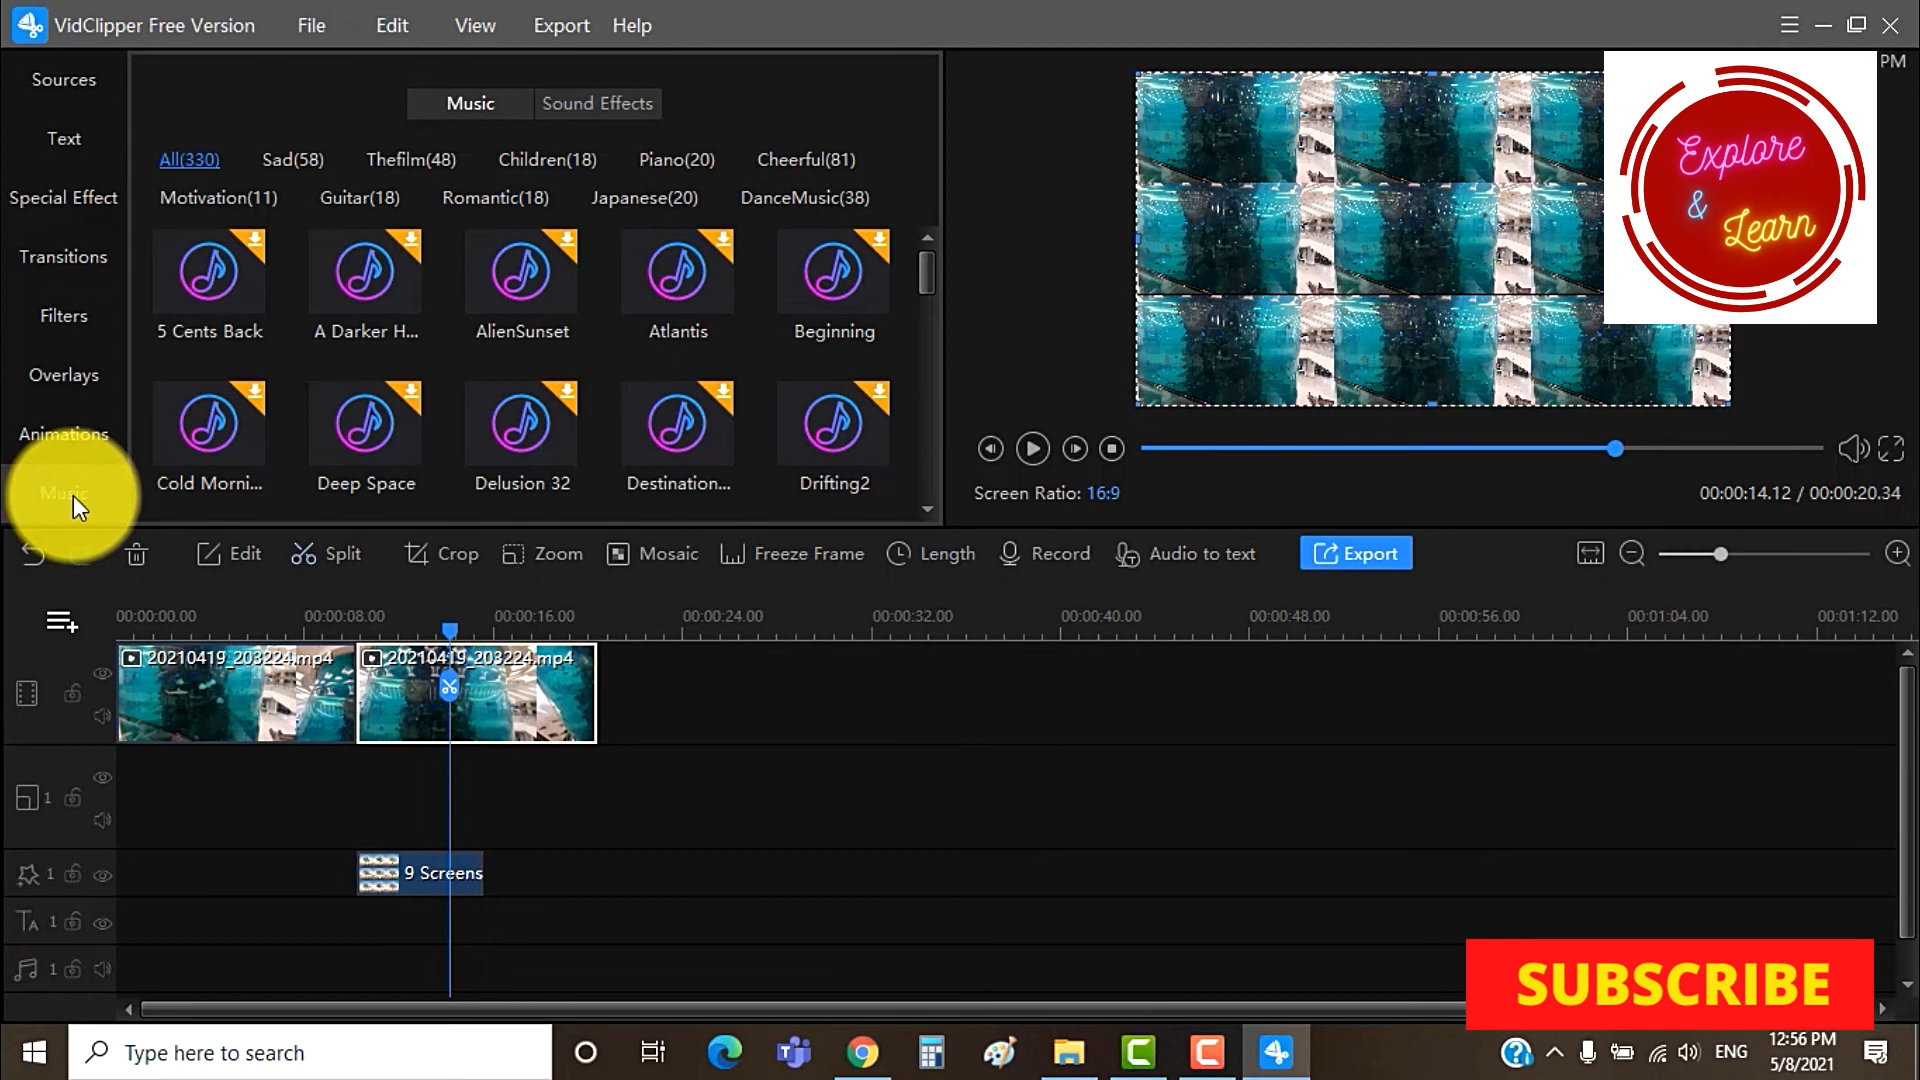 VidClipper Free Version File Edit View Export Help
PM
Sources
Text
Special Effect
Transitions
Filters
Overlays
Animations
Music
Music Sound Effects
All(330) Sad(58) Thefilm(48) Children(18) Piano(20) Cheerful(81)
Motivation(11) Guitar(18) Romantic(18) Japanese(20) DanceMusic(38)
5 Cents Back A Darker H... AlienSunset Atlantis Beginning
Cold Morni... Deep Space Delusion 32 Destination... Drifting2
Explore
&
Learn
Screen Ratio: 16:9 00:00:14.12 / 00:00:20.34
Edit Split Crop Zoom Mosaic Freeze Frame Length Record Audio to text Export
00:00:00.00 00:00:08.00 00:00:16.00 00:00:24.00 00:00:32.00 00:00:40.00 00:00:48.00 00:00:56.00 00:01:04.00 00:01:12.00
20210419_203224.mp4 20210419_203224.mp4
1
1 9 Screens
1
1
SUBSCRIBE
Type here to search
ENG
12:56 PM
5/8/2021